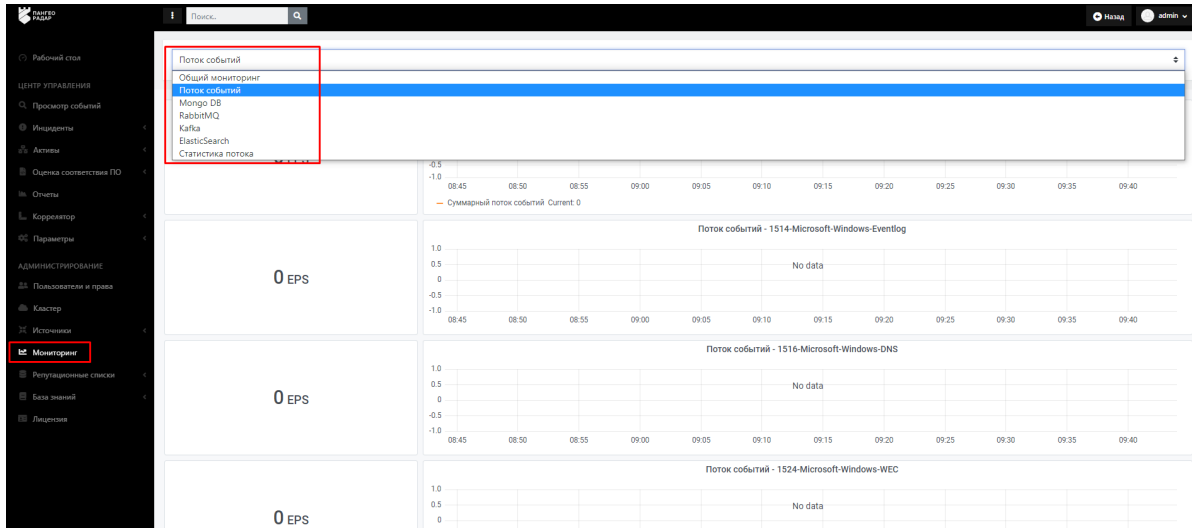 ПАНГЕО
РАДАР
Поиск..
Назад
admin
Рабочий стол
ЦЕНТР УПРАВЛЕНИЯ
Просмотр событий
Инциденты
Активы
Оценка соответствия ПО
Отчеты
Коррелятор
Параметры
АДМИНИСТРИРОВАНИЕ
Пользователи и права
Кластер
Источники
Мониторинг
Репутационные списки
База знаний
Лицензия
Поток событий
Общий мониторинг
Поток событий
Mongo DB
RabbitMQ
Kafka
ElasticSearch
Статистика потока
-0.5
-1.0
08:45 08:50 08:55 09:00 09:05 09:10 09:15 09:20 09:25 09:30 09:35 09:40
Суммарный поток событий Current: 0
Поток событий - 1514-Microsoft-Windows-Eventlog
0 EPS
1.0
0.5
No data
0
-0.5
-1.0
08:45 08:50 08:55 09:00 09:05 09:10 09:15 09:20 09:25 09:30 09:35 09:40
Поток событий - 1516-Microsoft-Windows-DNS
0 EPS
1.0
0.5
No data
0
-0.5
-1.0
08:45 08:50 08:55 09:00 09:05 09:10 09:15 09:20 09:25 09:30 09:35 09:40
Поток событий - 1524-Microsoft-Windows-WEC
0 EPS
1.0
0.5
No data
0